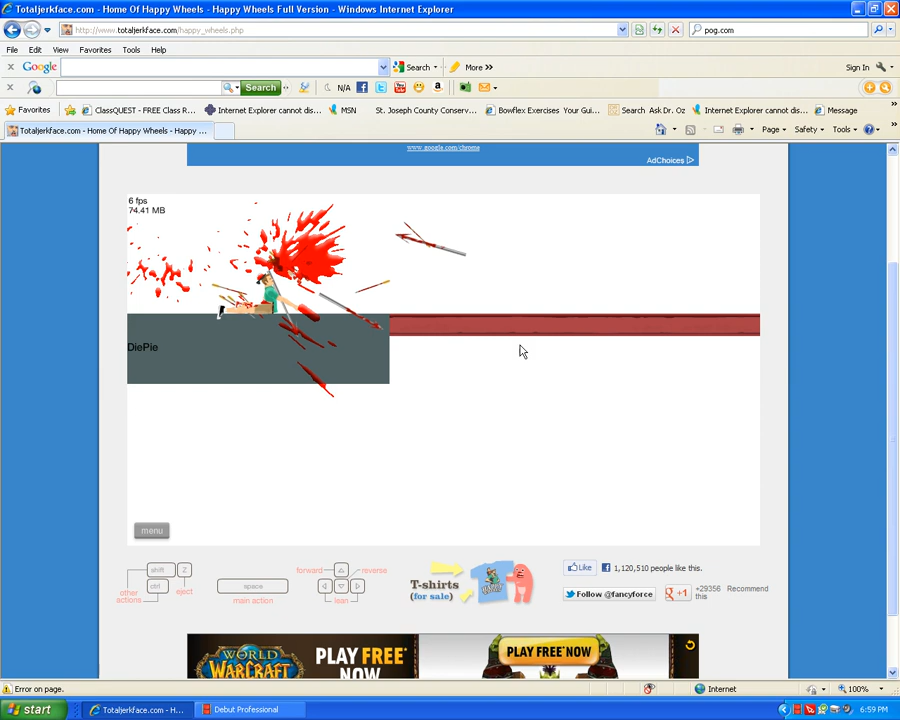 Totaljerkface.com - Home Of Happy Wheels - Happy Wheels Full Version - Windows Internet Explorer
http://www.totaljerkface.com/happy_wheels.php
pog.com
File Edit View Favorites Tools Help
Google Search More >> Sign In
Search N/A
Favorites ClassQUEST - FREE Class R... Internet Explorer cannot dis... MSN St. Joseph County Conserv... Bowflex Exercises Your Gui... Search Ask Dr. Oz Internet Explorer cannot dis... Message
Totaljerkface.com - Home Of Happy Wheels - Happy ...
Page Safety Tools
www.google.com/chrome
AdChoices
6 fps
74.41 MB
DiePie
menu
shift Z
ctrl
eject
other
actions
space
main action
forward reverse
lean
T-shirts
(for sale)
Like 1,120,510 people like this.
Follow @fancyforce
+1 +29356 Recommend
this
WORLD
WARCRAFT
PLAY FREE*
NOW
PLAY FREE*NOW
Error on page. Internet 100%
start Totaljerkface.com - H... Debut Professional 6:59 PM